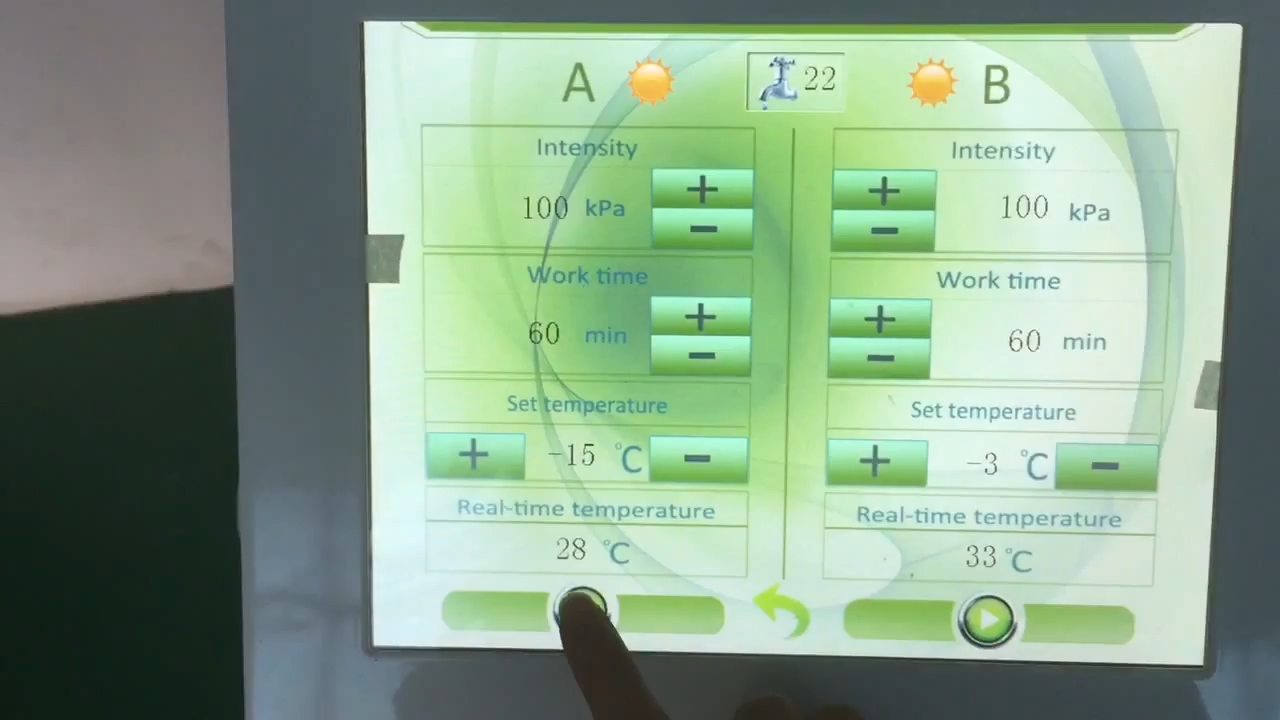 A 22 B
Intensity
100 kPa
+
−
Work time
60 min
+
−
Set temperature
+ -15 ℃ −
Real-time temperature
28 ℃
Intensity
+
−
100 kPa
Work time
+
−
60 min
Set temperature
+ -3 ℃ −
Real-time temperature
33 ℃